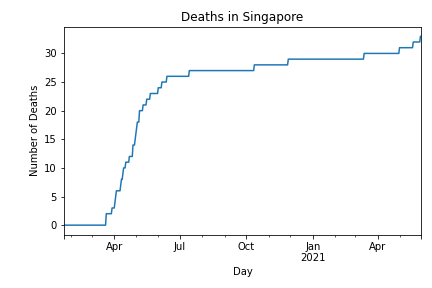 Deaths in Singapore
Number of Deaths
30
25
20
15
10
5
0
Apr
Jul
Oct
Jan
2021
Apr
Day